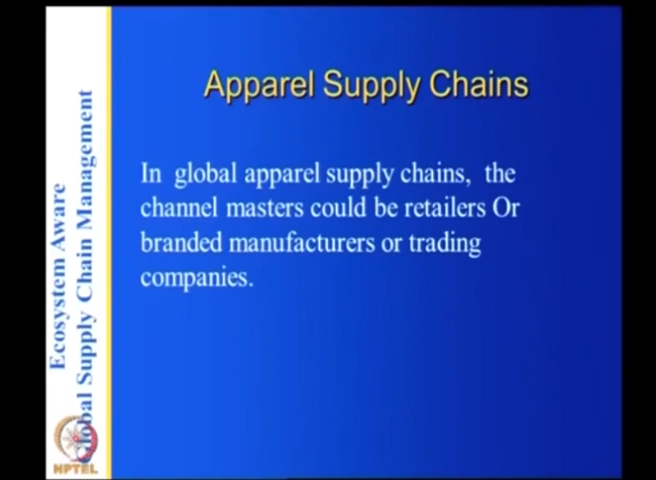 Apparel Supply Chains
In global apparel supply chains, the
channel masters could be retailers Or
branded manufacturers or trading
companies.
Ecosystem Aware
Global Supply Chain Management
NPTEL